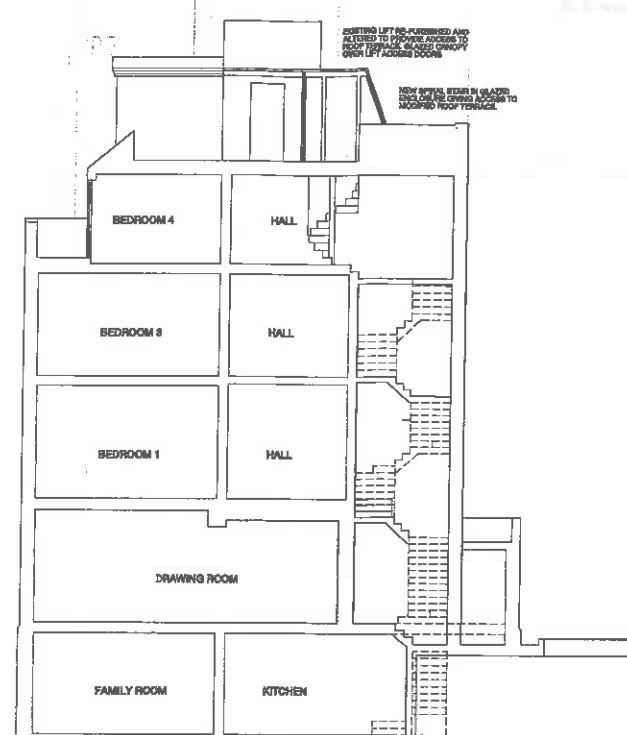 EXISTING LIFT RE-FURBISHED AND
ALTERED TO PROVIDE ACCESS TO
ROOF TERRACE. GLAZED CANOPY
OVER LIFT ACCESS DOORS
NEW SPIRAL STAIR IN GLAZED
ENCLOSURE GIVING ACCESS TO
MODIFIED ROOF TERRACE.
BEDROOM 4
HALL
BEDROOM 3
HALL
BEDROOM 1
HALL
DRAWING ROOM
FAMILY ROOM
KITCHEN